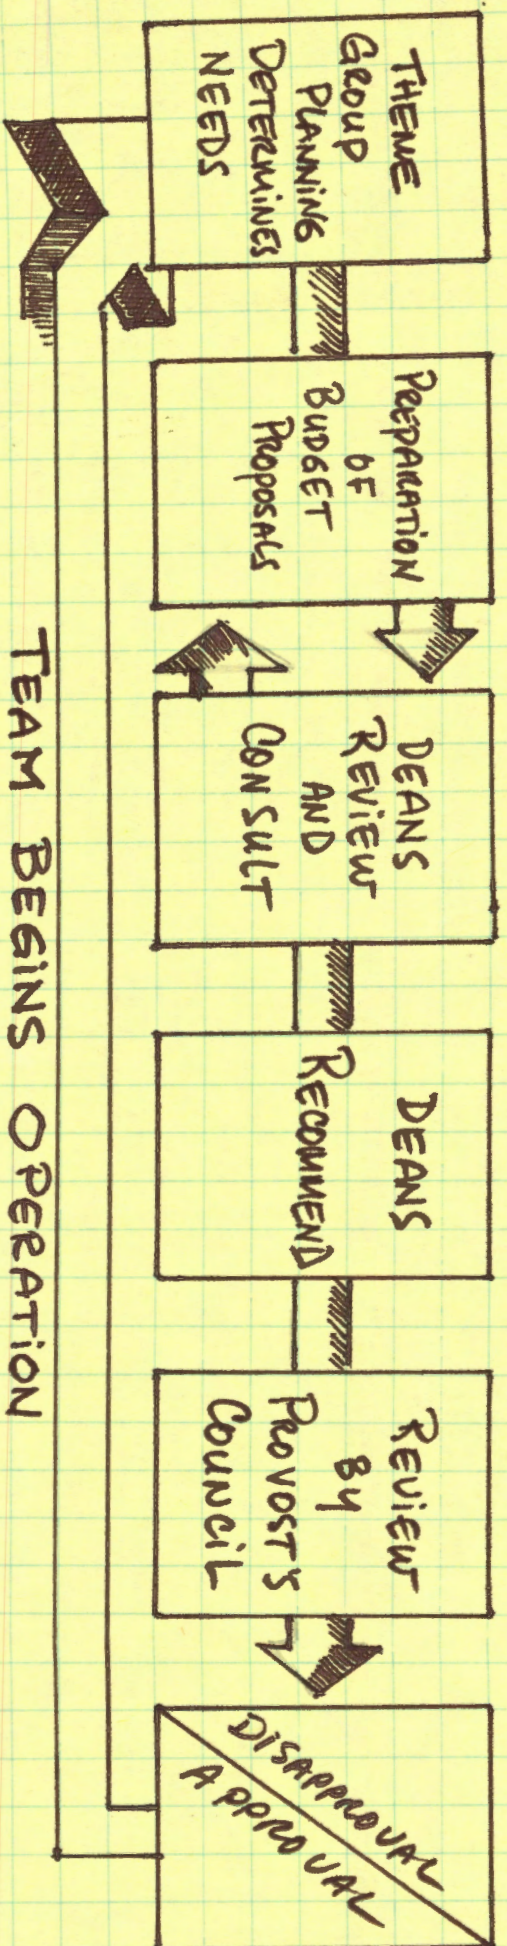 THEME
GROUP
PLANNING
DETERMINES
NEEDS
PREPARATION
OF
BUDGET
PROPOSALS
DEANS
REVIEW
AND
CONSULT
DEANS
RECOMMEND
REVIEW
BY
PROVOST'S
COUNCIL
DISAPPROVAL
APPROVAL
TEAM BEGINS OPERATION